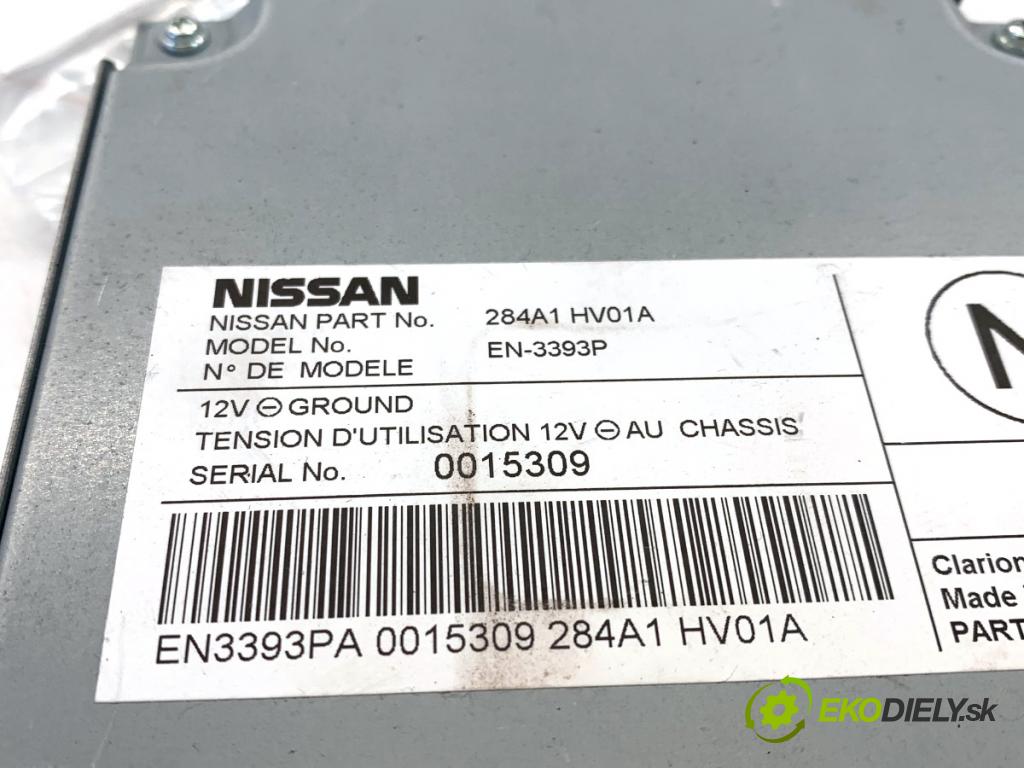 NISSAN
NISSAN PART No. 284A1 HV01A
MODEL No. EN-3393P
N° DE MODELE
12V ⊖ GROUND
TENSION D'UTILISATION 12V ⊖ AU CHASSIS
SERIAL No. 0015309
EN3393PA 0015309 284A1 HV01A
N
Clarion
Made
PART
EKODIELY.sk